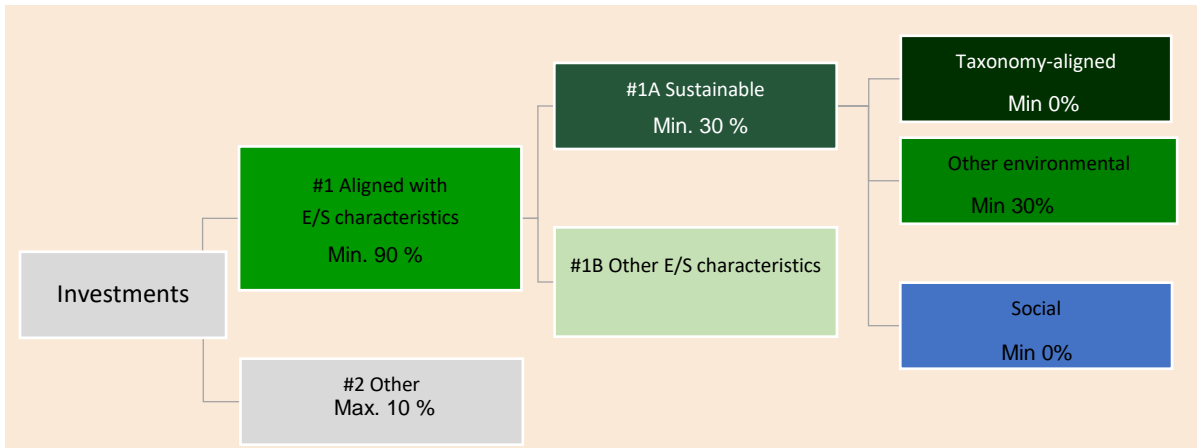 Investments
#1 Aligned with
E/S characteristics
Min. 90 %
#2 Other
Max. 10 %
#1A Sustainable
Min. 30 %
#1B Other E/S characteristics
Taxonomy-aligned
Min 0%
Other environmental
Min 30%
Social
Min 0%